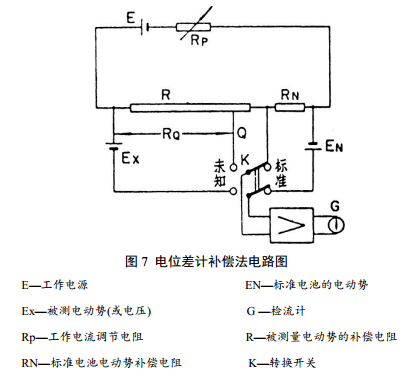 E
RP
R
RN
RQ
Q
EX
未知
K
标准
EN
G
图 7 电位差计补偿法电路图
E—工作电源 EN—标准电池的电动势
Ex—被测电动势(或电压) G —检流计
Rp—工作电流调节电阻 R—被测量电动势的补偿电阻
RN—标准电池电动势补偿电阻 K—转换开关